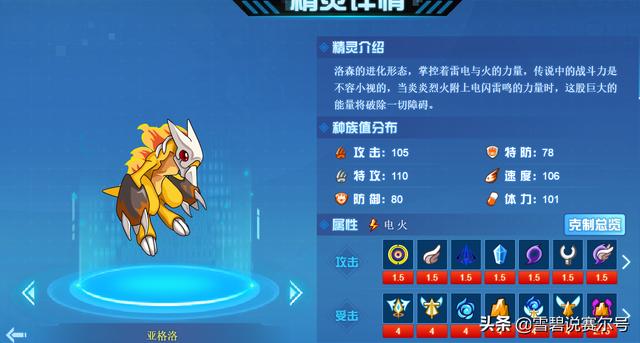 精灵详情
精灵介绍
洛森的进化形态，掌控着雷电与火的力量，传说中的战斗力是
不容小视的，当炎炎烈火附上电闪雷鸣的力量时，这股巨大的
能量将破除一切障碍。
种族值分布
攻击：105 特防：78
特攻：110 速度：106
防御：80 体力：101
属性 电火 克制总览
攻击
1.5 1.5 1.5 1.5 1.5 1.5 1.5
受击
4 4 4 4
头条 @雪碧说赛尔号
亚格洛